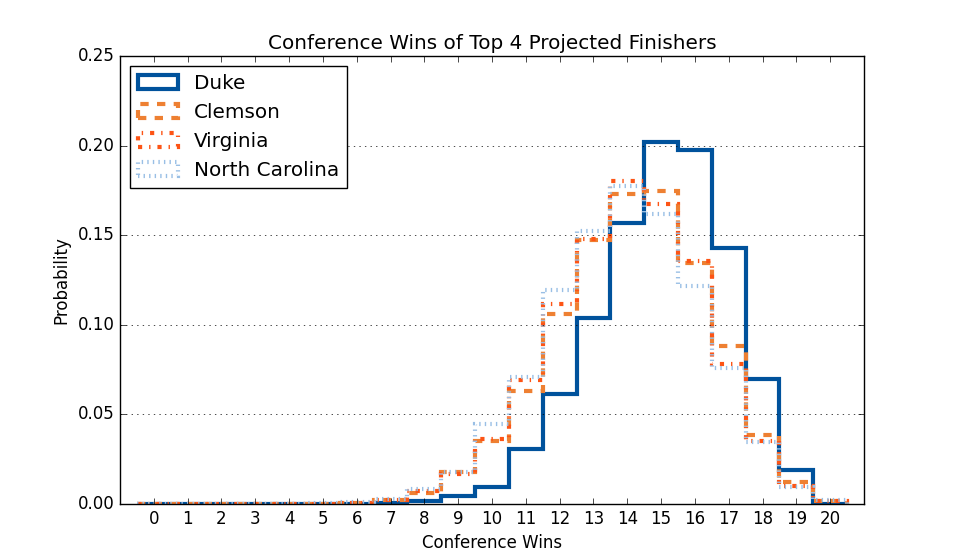 Conference Wins of Top 4 Projected Finishers
0.25
Duke
Clemson
Virginia
North Carolina
0.20
0.15
Probability
0.10
0.05
0.00
0 1 2 3 4 5 6 7 8 9 10 11 12 13 14 15 16 17 18 19 20
Conference Wins